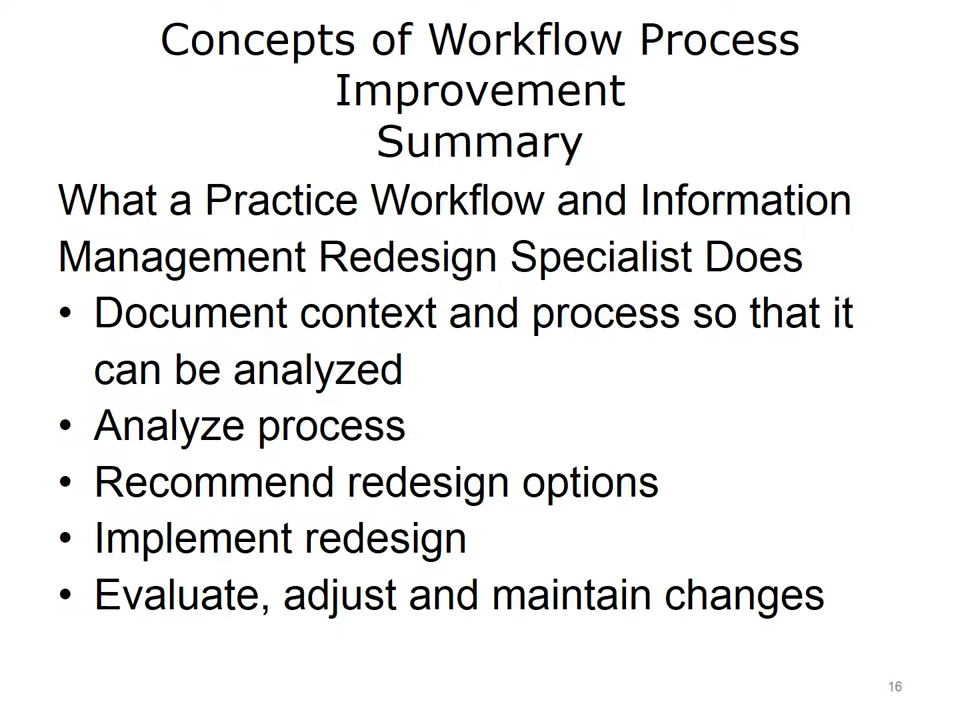 Concepts of Workflow Process
Improvement
Summary
What a Practice Workflow and Information
Management Redesign Specialist Does
• Document context and process so that it
can be analyzed
• Analyze process
• Recommend redesign options
• Implement redesign
• Evaluate, adjust and maintain changes
16